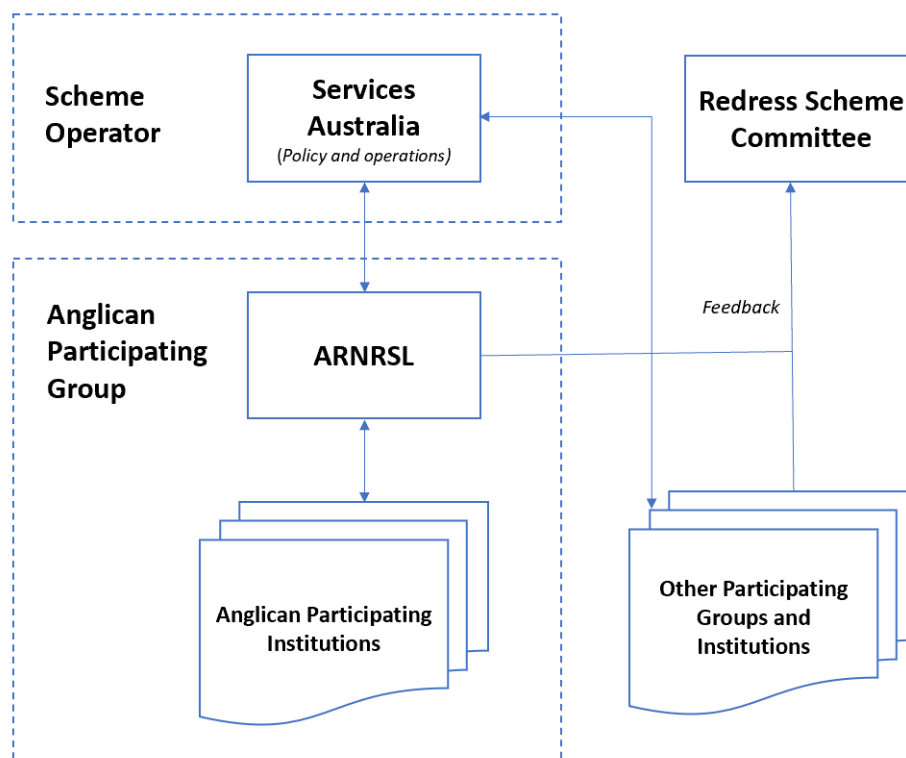 Scheme
Operator
Services
Australia
(Policy and operations)
Redress Scheme
Committee
Anglican
Participating
Group
ARNRSL
Feedback
Anglican Participating
Institutions
Other Participating
Groups and
Institutions